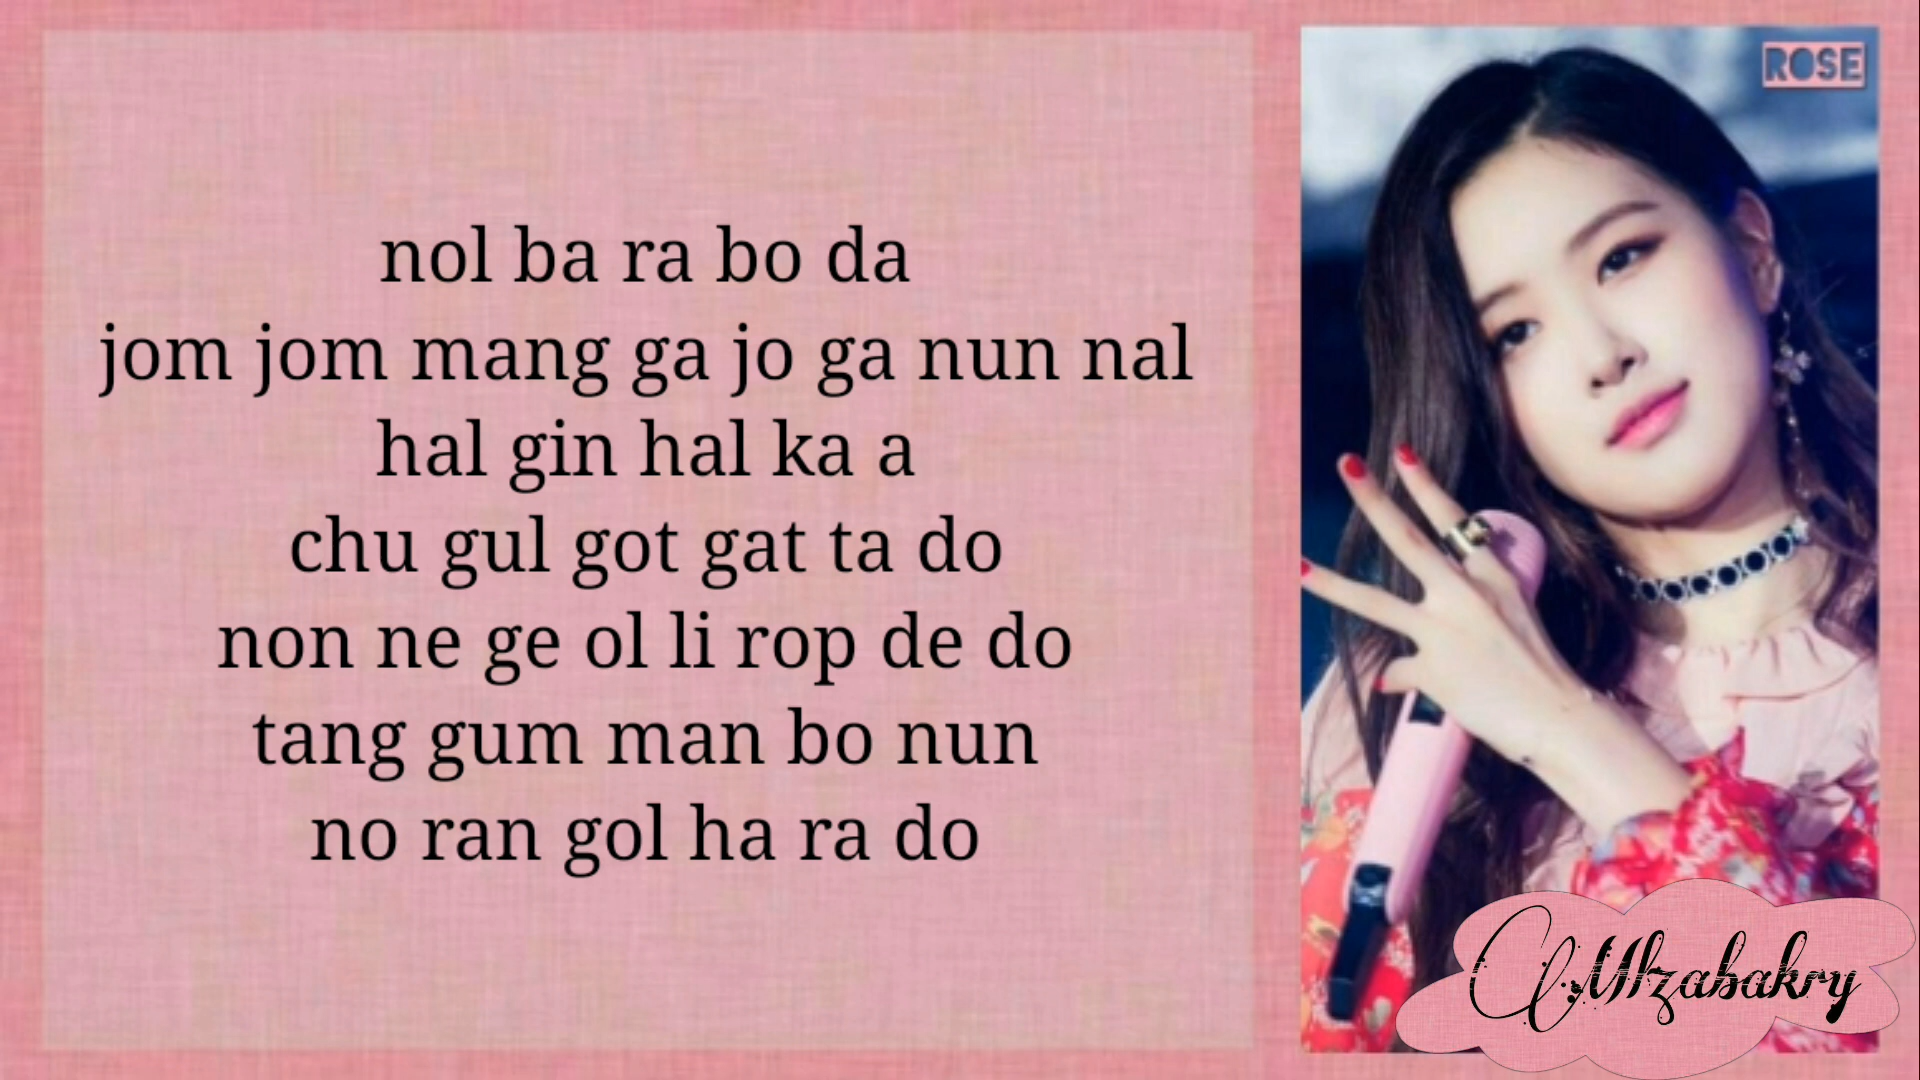 nol ba ra bo da
jom jom mang ga jo ga nun nal
hal gin hal ka a
chu gul got gat ta do
non ne ge ol li rop de do
tang gum man bo nun
no ran gol ha ra do
ROSE
Ulzabakry